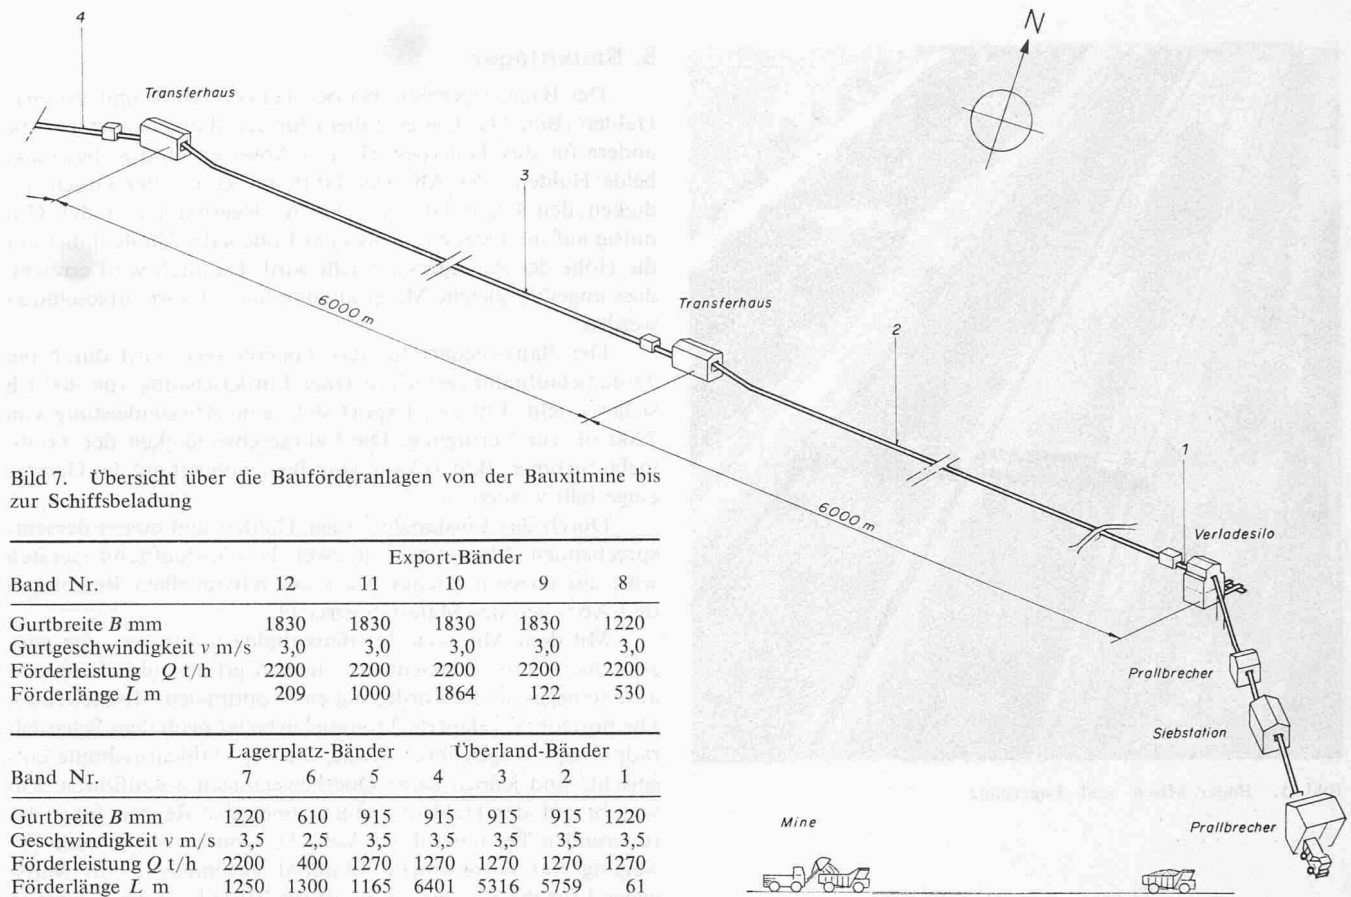 4
N
Transferhaus
3
6000 m
Transferhaus
2
1
6000 m
Verladesilo
Prallbrecher
Siebstation
Prallbrecher
Mine
Bild 7. Übersicht über die Bauförderanlagen von der Bauxitmine bis
zur Schiffsbeladung
Export-Bänder
Band Nr. 12 11 10 9 8
Gurtbreite B mm 1830 1830 1830 1830 1220
Gurtgeschwindigkeit v m/s 3,0 3,0 3,0 3,0 3,0
Förderleistung Q t/h 2200 2200 2200 2200 2200
Förderlänge L m 209 1000 1864 122 530
Lagerplatz-Bänder Überland-Bänder
Band Nr. 7 6 5 4 3 2 1
Gurtbreite B mm 1220 610 915 915 915 915 1220
Geschwindigkeit v m/s 3,5 2,5 3,5 3,5 3,5 3,5 3,5
Förderleistung Q t/h 2200 400 1270 1270 1270 1270 1270
Förderlänge L m 1250 1300 1165 6401 5316 5759 61